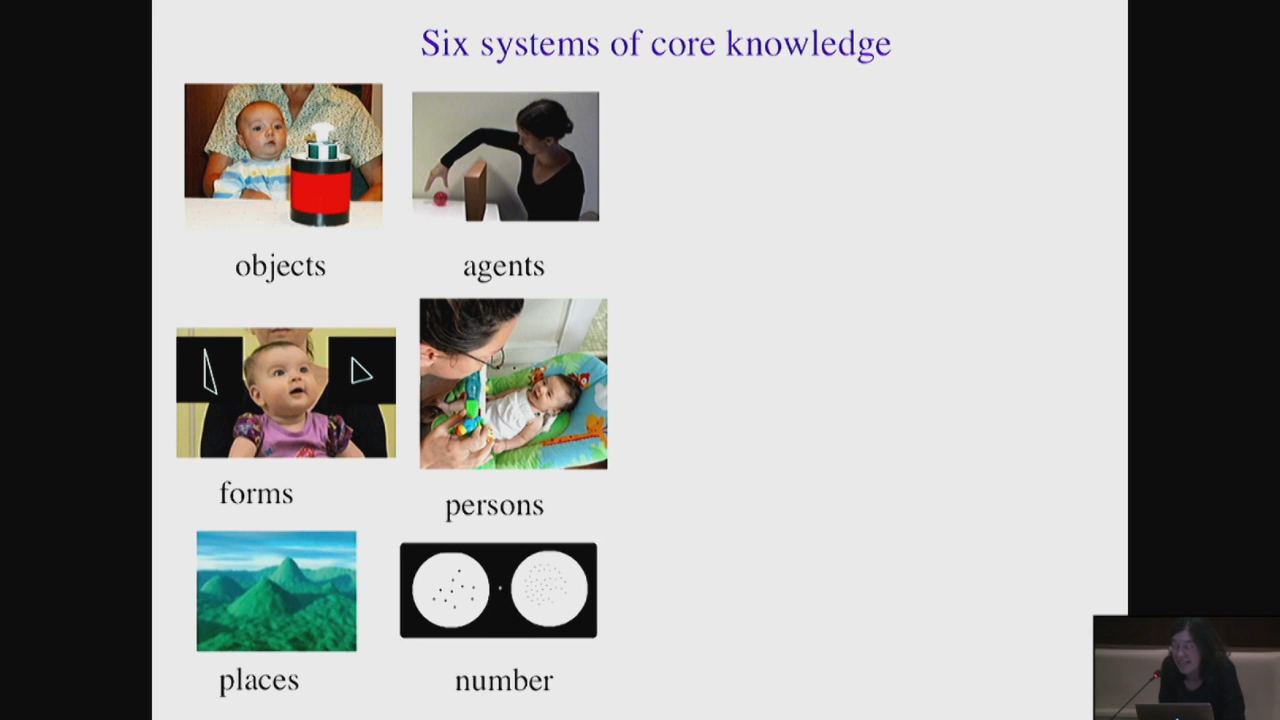 Six systems of core knowledge
objects
agents
forms
persons
places
number